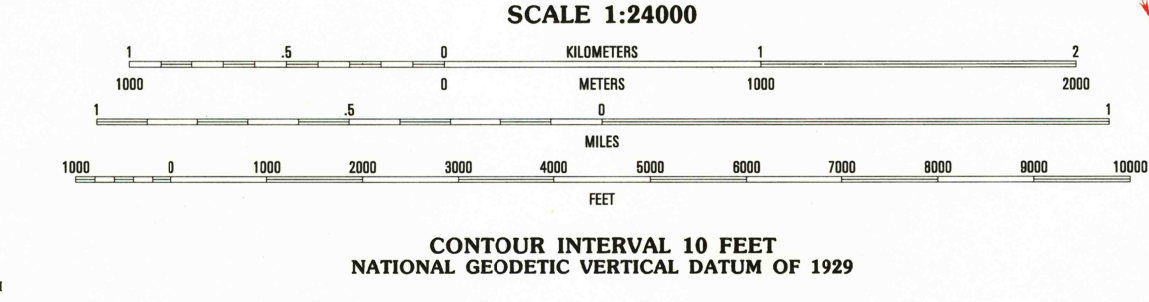 SCALE 1:24000
1 .5 0 KILOMETERS 1 2
1000 0 METERS 1000 2000
1 .5 0 1
MILES
1000 0 1000 2000 3000 4000 5000 6000 7000 8000 9000 10000
FEET
CONTOUR INTERVAL 10 FEET
NATIONAL GEODETIC VERTICAL DATUM OF 1929